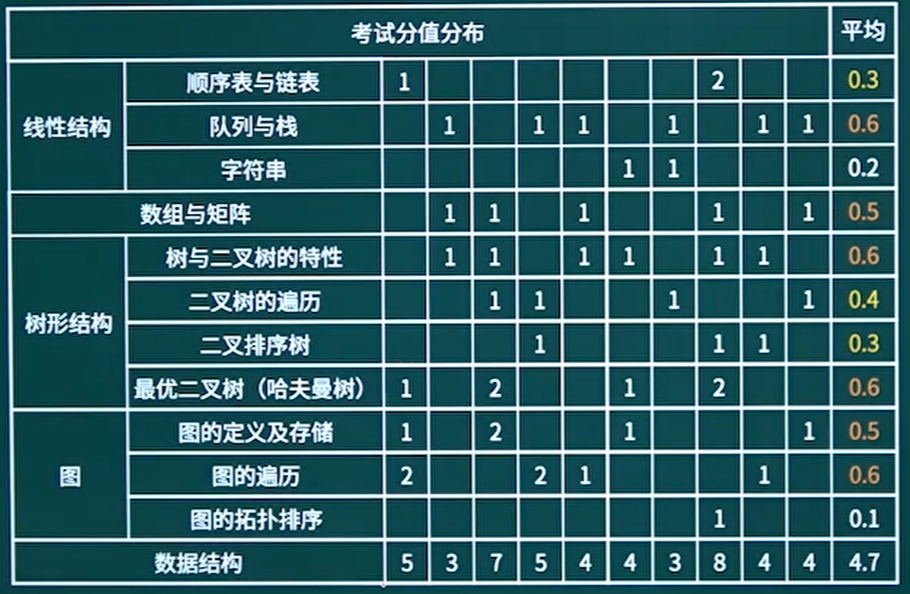 考试分值分布 平均
线性结构 顺序表与链表 1 2 0.3
队列与栈 1 1 1 1 1 1 0.6
字符串 1 1 0.2
数组与矩阵 1 1 1 1 1 0.5
树形结构 树与二叉树的特性 1 1 1 1 1 1 0.6
二叉树的遍历 1 1 1 1 0.4
二叉排序树 1 1 1 0.3
最优二叉树（哈夫曼树） 1 2 1 2 0.6
图 图的定义及存储 1 2 1 1 0.5
图的遍历 2 2 1 1 0.6
图的拓扑排序 1 0.1
数据结构 5 3 7 5 4 4 3 8 4 4 4.7